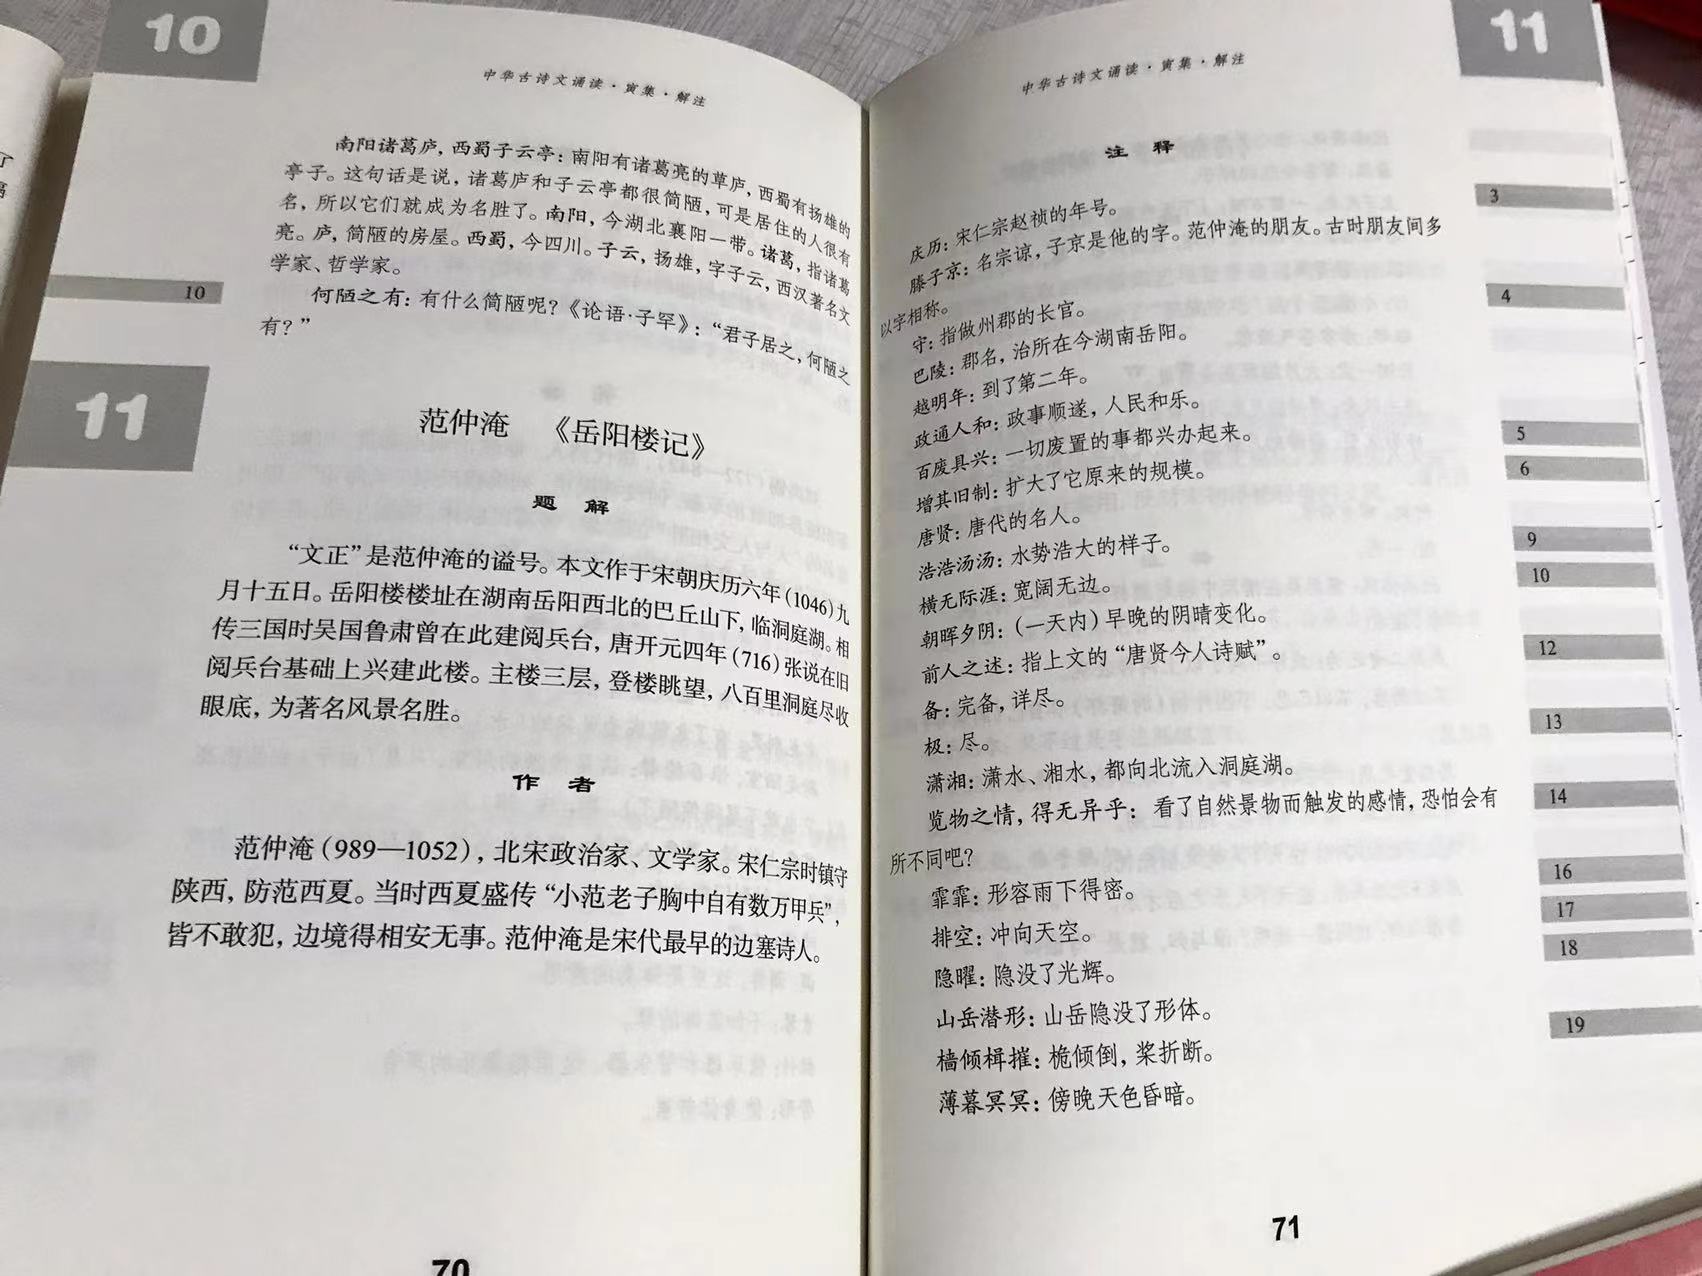 10
中华古诗文诵读·寅集·解注
南阳诸葛庐，西蜀子云亭：南阳有诸葛亮的草庐，西蜀有扬雄的
亭子。这句话是说，诸葛庐和子云亭都很简陋，可是居住的人很有
名，所以它们就成为名胜了。南阳，今湖北襄阳一带。诸葛，指诸葛
亮。庐，简陋的房屋。西蜀，今四川。子云，扬雄，字子云，西汉著名文
学家、哲学家。
10
何陋之有：有什么简陋呢？《论语·子罕》：“君子居之，何陋之
有？”
11
范仲淹 《岳阳楼记》
题 解
“文正”是范仲淹的谥号。本文作于宋朝庆历六年（1046）九
月十五日。岳阳楼楼址在湖南岳阳西北的巴丘山下，临洞庭湖。相
传三国时吴国鲁肃曾在此建阅兵台，唐开元四年（716）张说在旧
阅兵台基础上兴建此楼。主楼三层，登楼眺望，八百里洞庭尽收
眼底，为著名风景名胜。
作 者
范仲淹（989—1052），北宋政治家、文学家。宋仁宗时镇守
陕西，防范西夏。当时西夏盛传“小范老子胸中自有数万甲兵”，
皆不敢犯，边境得相安无事。范仲淹是宋代最早的边塞诗人。
70
11
中华古诗文诵读·寅集·解注
注 释
庆历：宋仁宗赵祯的年号。
3
滕子京：名宗谅，子京是他的字。范仲淹的朋友。古时朋友间多
以字相称。
守：指做州郡的长官。
4
巴陵：郡名，治所在今湖南岳阳。
越明年：到了第二年。
政通人和：政事顺遂，人民和乐。
百废具兴：一切废置的事都兴办起来。
5
增其旧制：扩大了它原来的规模。
6
唐贤：唐代的名人。
浩浩汤汤：水势浩大的样子。
9
横无际涯：宽阔无边。
10
朝晖夕阴：（一天内）早晚的阴晴变化。
前人之述：指上文的“唐贤今人诗赋”。
12
备：完备，详尽。
极：尽。
13
潇湘：潇水、湘水，都向北流入洞庭湖。
览物之情，得无异乎：看了自然景物而触发的感情，恐怕会有
14
所不同吧？
霏霏：形容雨下得密。
16
排空：冲向天空。
17
隐曜：隐没了光辉。
18
山岳潜形：山岳隐没了形体。
19
樯倾楫摧：桅倾倒，桨折断。
薄暮冥冥：傍晚天色昏暗。
71